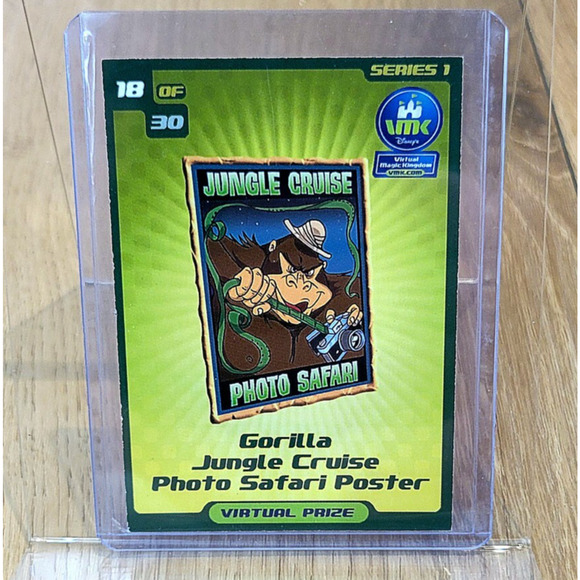 18 OF
30
SERIES 1
VMK
Disney's
Virtual
Magic Kingdom
VMK.COM
JUNGLE CRUISE
PHOTO SAFARI
Gorilla
Jungle Cruise
Photo Safari Poster
VIRTUAL PRIZE